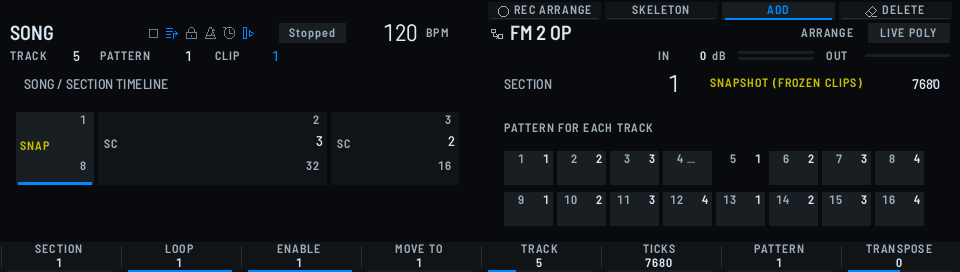 REC ARRANGE SKELETON ADD DELETE
SONG Stopped 120 BPM FM 2 OP ARRANGE LIVE POLY
TRACK 5 PATTERN 1 CLIP 1 IN 0 dB OUT
SONG / SECTION TIMELINE SECTION 1 SNAPSHOT (FROZEN CLIPS) 7680
1 2 3
SNAP SC 3 SC 2
8 32 16
PATTERN FOR EACH TRACK
1 1 2 2 3 3 4 __ 5 1 6 2 7 3 8 4
9 1 10 2 11 3 12 4 13 1 14 2 15 3 16 4
SECTION LOOP ENABLE MOVE TO TRACK TICKS PATTERN TRANSPOSE
1 1 1 1 5 7680 1 0